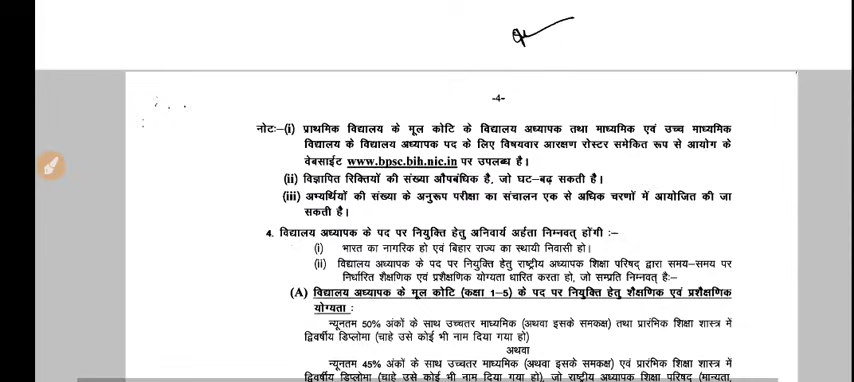 -4-
नोटः–(i) प्राथमिक विद्यालय के मूल कोटि के विद्यालय अध्यापक तथा माध्यमिक एवं उच्च माध्यमिक
विद्यालय के विद्यालय अध्यापक पद के लिए विषयवार आरक्षण रोस्टर समेकित रूप से आयोग के
वेबसाईट www.bpsc.bih.nic.in पर उपलब्ध है।
(ii) विज्ञापित रिक्तियों की संख्या औपबंधिक है, जो घट–बढ़ सकती है।
(iii) अभ्यर्थियों की संख्या के अनुरूप परीक्षा का संचालन एक से अधिक चरणों में आयोजित की जा
सकती है।
4. विद्यालय अध्यापक के पद पर नियुक्ति हेतु अनिवार्य अर्हता निम्नवत् होंगी :–
(i) भारत का नागरिक हो एवं बिहार राज्य का स्थायी निवासी हो।
(ii) विद्यालय अध्यापक के पद पर नियुक्ति हेतु राष्ट्रीय अध्यापक शिक्षा परिषद् द्वारा समय–समय पर
निर्धारित शैक्षणिक एवं प्रशैक्षणिक योग्यता धारित करता हो, जो सम्प्रति निम्नवत् हैः–
(A) विद्यालय अध्यापक के मूल कोटि (कक्षा 1–5) के पद पर नियुक्ति हेतु शैक्षणिक एवं प्रशैक्षणिक
योग्यता :
न्यूनतम 50% अंकों के साथ उच्चतर माध्यमिक (अथवा इसके समकक्ष) तथा प्रारंभिक शिक्षा शास्त्र में
द्विवर्षीय डिप्लोमा (चाहे उसे कोई भी नाम दिया गया हो)
अथवा
न्यूनतम 45% अंकों के साथ उच्चतर माध्यमिक (अथवा इसके समकक्ष) एवं प्रारंभिक शिक्षा शास्त्र में
द्विवर्षीय डिप्लोमा (चाहे उसे कोई भी नाम दिया गया हो), जो राष्ट्रीय अध्यापक शिक्षा परिषद् (मान्यता,